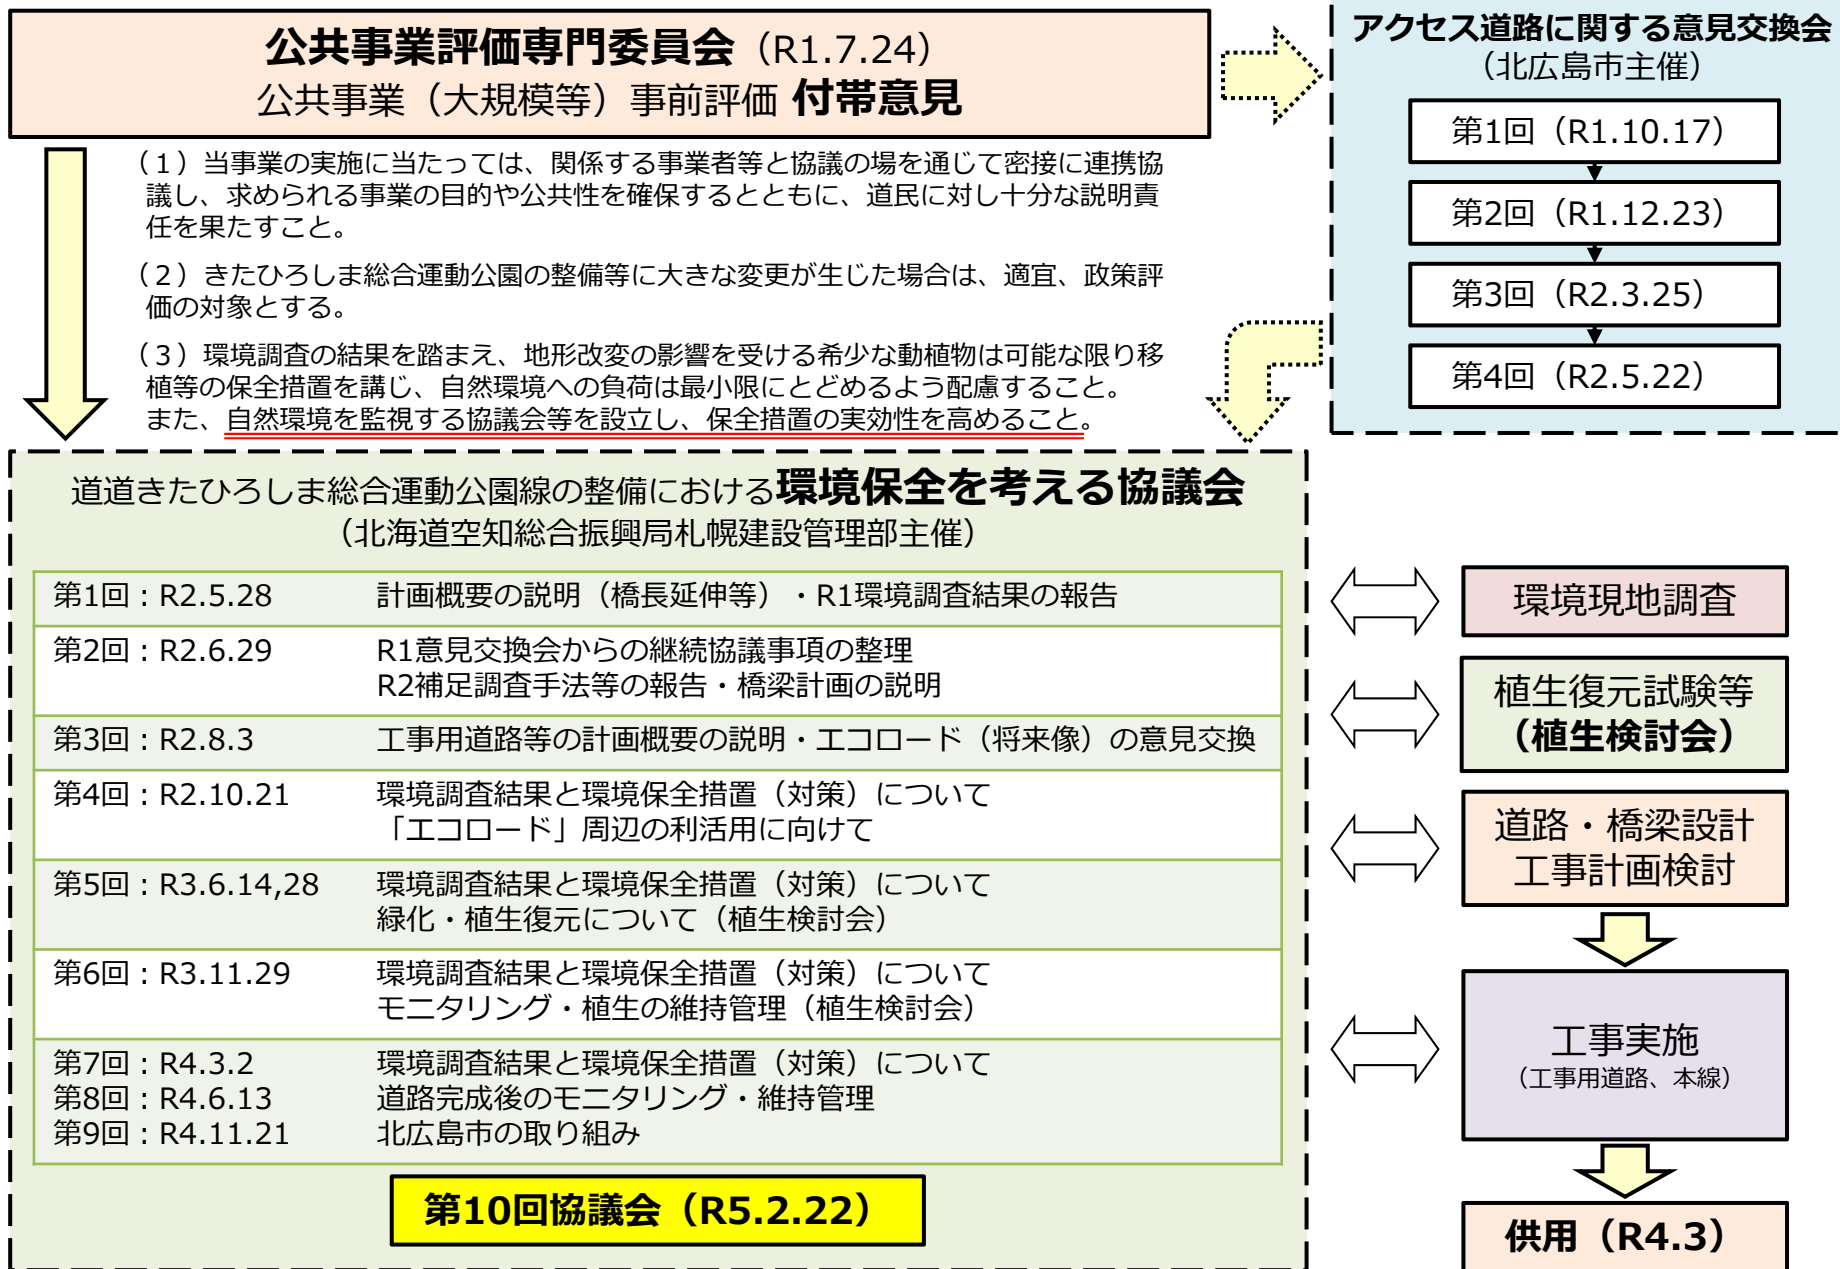 公共事業評価専門委員会（R1.7.24）
公共事業（大規模等）事前評価 付帯意見
（1）当事業の実施に当たっては、関係する事業者等と協議の場を通じて密接に連携協
議し、求められる事業の目的や公共性を確保するとともに、道民に対し十分な説明責
任を果たすこと。
（2）きたひろしま総合運動公園の整備等に大きな変更が生じた場合は、適宜、政策評
価の対象とする。
（3）環境調査の結果を踏まえ、地形改変の影響を受ける希少な動植物は可能な限り移
植等の保全措置を講じ、自然環境への負荷は最小限にとどめるよう配慮すること。
また、自然環境を監視する協議会等を設立し、保全措置の実効性を高めること。
アクセス道路に関する意見交換会
（北広島市主催）
第1回（R1.10.17）
第2回（R1.12.23）
第3回（R2.3.25）
第4回（R2.5.22）
道道きたひろしま総合運動公園線の整備における環境保全を考える協議会
（北海道空知総合振興局札幌建設管理部主催）
第1回：R2.5.28 計画概要の説明（橋長延伸等）・R1環境調査結果の報告
第2回：R2.6.29 R1意見交換会からの継続協議事項の整理
R2補足調査手法等の報告・橋梁計画の説明
第3回：R2.8.3 工事用道路等の計画概要の説明・エコロード（将来像）の意見交換
第4回：R2.10.21 環境調査結果と環境保全措置（対策）について
「エコロード」周辺の利活用に向けて
第5回：R3.6.14,28 環境調査結果と環境保全措置（対策）について
緑化・植生復元について（植生検討会）
第6回：R3.11.29 環境調査結果と環境保全措置（対策）について
モニタリング・植生の維持管理（植生検討会）
第7回：R4.3.2 環境調査結果と環境保全措置（対策）について
第8回：R4.6.13 道路完成後のモニタリング・維持管理
第9回：R4.11.21 北広島市の取り組み
第10回協議会（R5.2.22）
環境現地調査
植生復元試験等
（植生検討会）
道路・橋梁設計
工事計画検討
工事実施
（工事用道路、本線）
供用（R4.3）